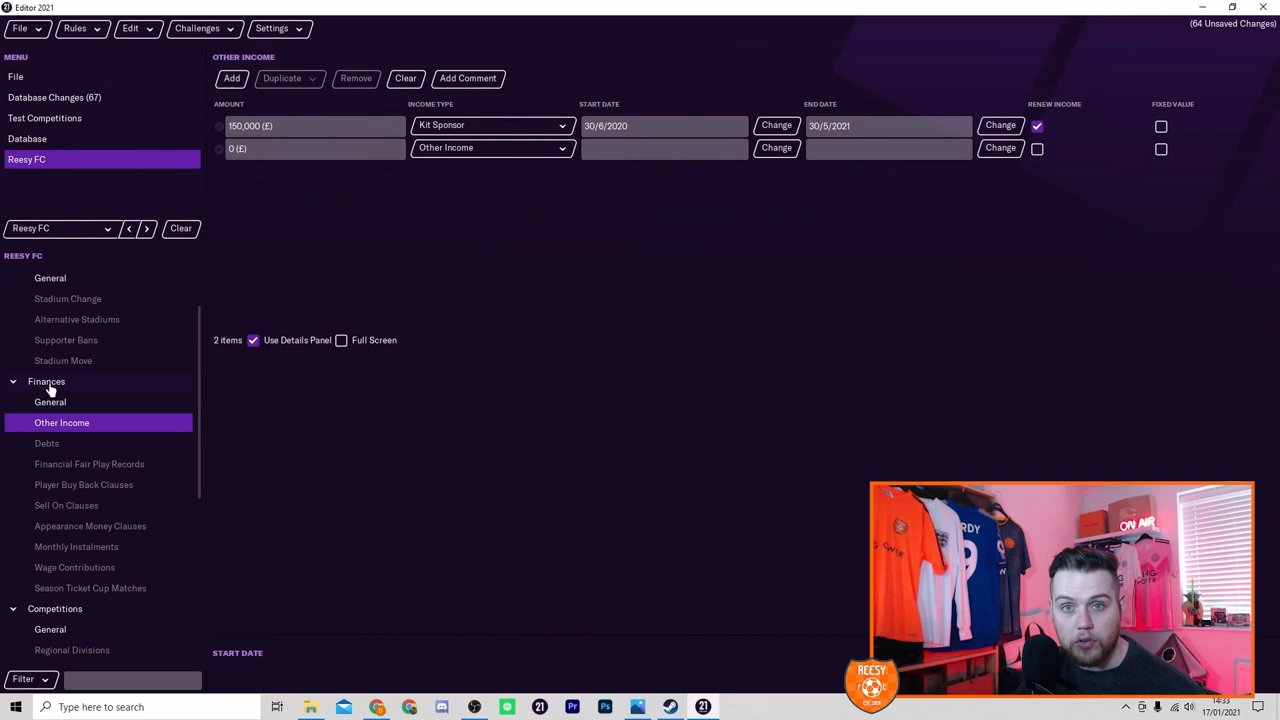 Editor 2021
File Rules Edit Challenges Settings (64 Unsaved Changes)
MENU
File
Database Changes (67)
Test Competitions
Database
Reesy FC
Reesy FC < > Clear
REESY FC
General
Stadium Change
Alternative Stadiums
Supporter Bans
Stadium Move
Finances
General
Other Income
Debts
Financial Fair Play Records
Player Buy Back Clauses
Sell On Clauses
Appearance Money Clauses
Monthly Instalments
Wage Contributions
Season Ticket Cup Matches
Competitions
General
Regional Divisions
Filter
OTHER INCOME
Add Duplicate Remove Clear Add Comment
AMOUNT INCOME TYPE START DATE END DATE RENEW INCOME FIXED VALUE
150,000 (£) Kit Sponsor 30/6/2020 Change 30/5/2021 Change
0 (£) Other Income Change Change
2 items Use Details Panel Full Screen
START DATE
ON AIR
REESY
Type here to search
14:33
17/01/2021